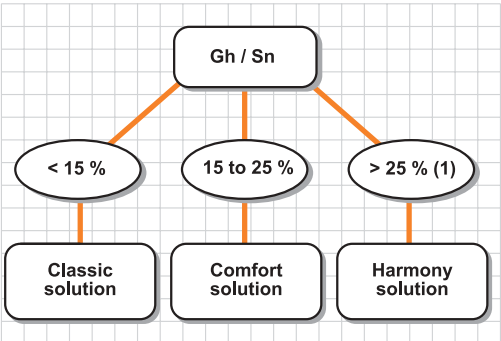 Gh / Sn
< 15 %
15 to 25 %
> 25 % (1)
Classic
solution
Comfort
solution
Harmony
solution